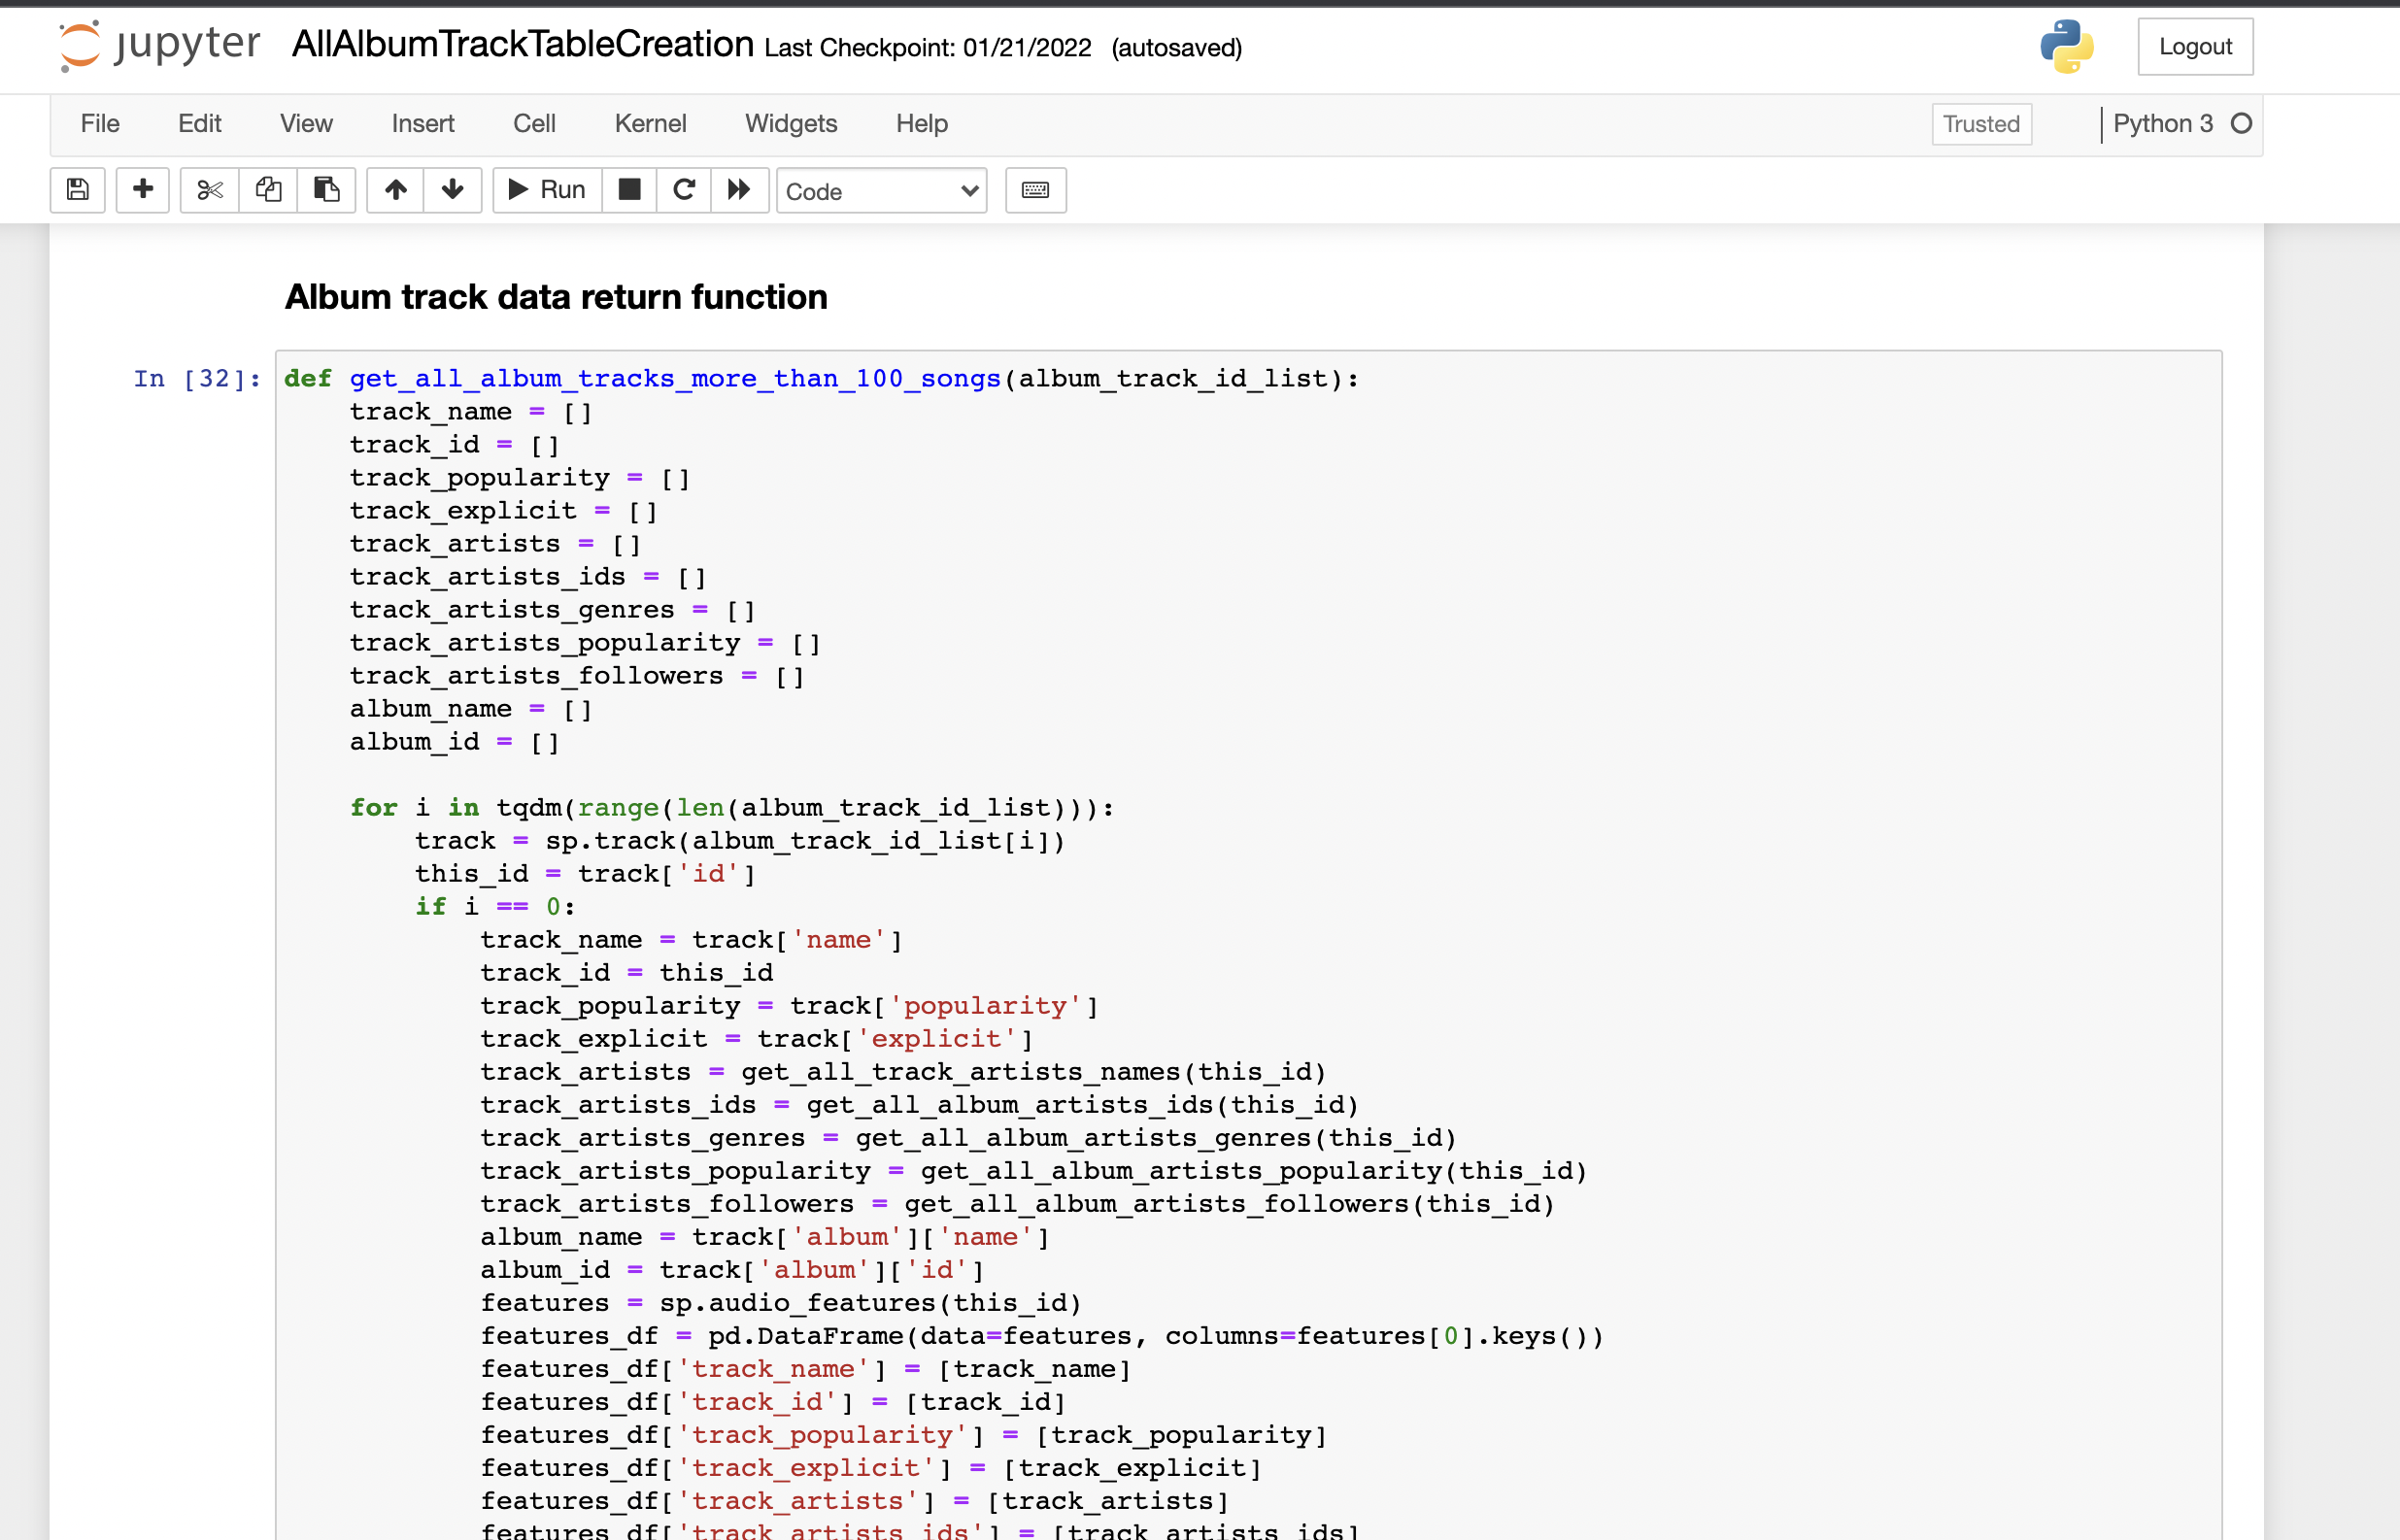 jupyter AllAlbumTrackTableCreation Last Checkpoint: 01/21/2022 (autosaved) Logout
File Edit View Insert Cell Kernel Widgets Help Trusted Python 3
Run Code
Album track data return function
In [32]: def get_all_album_tracks_more_than_100_songs(album_track_id_list):
    track_name = []
    track_id = []
    track_popularity = []
    track_explicit = []
    track_artists = []
    track_artists_ids = []
    track_artists_genres = []
    track_artists_popularity = []
    track_artists_followers = []
    album_name = []
    album_id = []
    for i in tqdm(range(len(album_track_id_list))):
        track = sp.track(album_track_id_list[i])
        this_id = track['id']
        if i == 0:
            track_name = track['name']
            track_id = this_id
            track_popularity = track['popularity']
            track_explicit = track['explicit']
            track_artists = get_all_track_artists_names(this_id)
            track_artists_ids = get_all_album_artists_ids(this_id)
            track_artists_genres = get_all_album_artists_genres(this_id)
            track_artists_popularity = get_all_album_artists_popularity(this_id)
            track_artists_followers = get_all_album_artists_followers(this_id)
            album_name = track['album']['name']
            album_id = track['album']['id']
            features = sp.audio_features(this_id)
            features_df = pd.DataFrame(data=features, columns=features[0].keys())
            features_df['track_name'] = [track_name]
            features_df['track_id'] = [track_id]
            features_df['track_popularity'] = [track_popularity]
            features_df['track_explicit'] = [track_explicit]
            features_df['track_artists'] = [track_artists]
            features_df['track_artists_ids'] = [track_artists_ids]